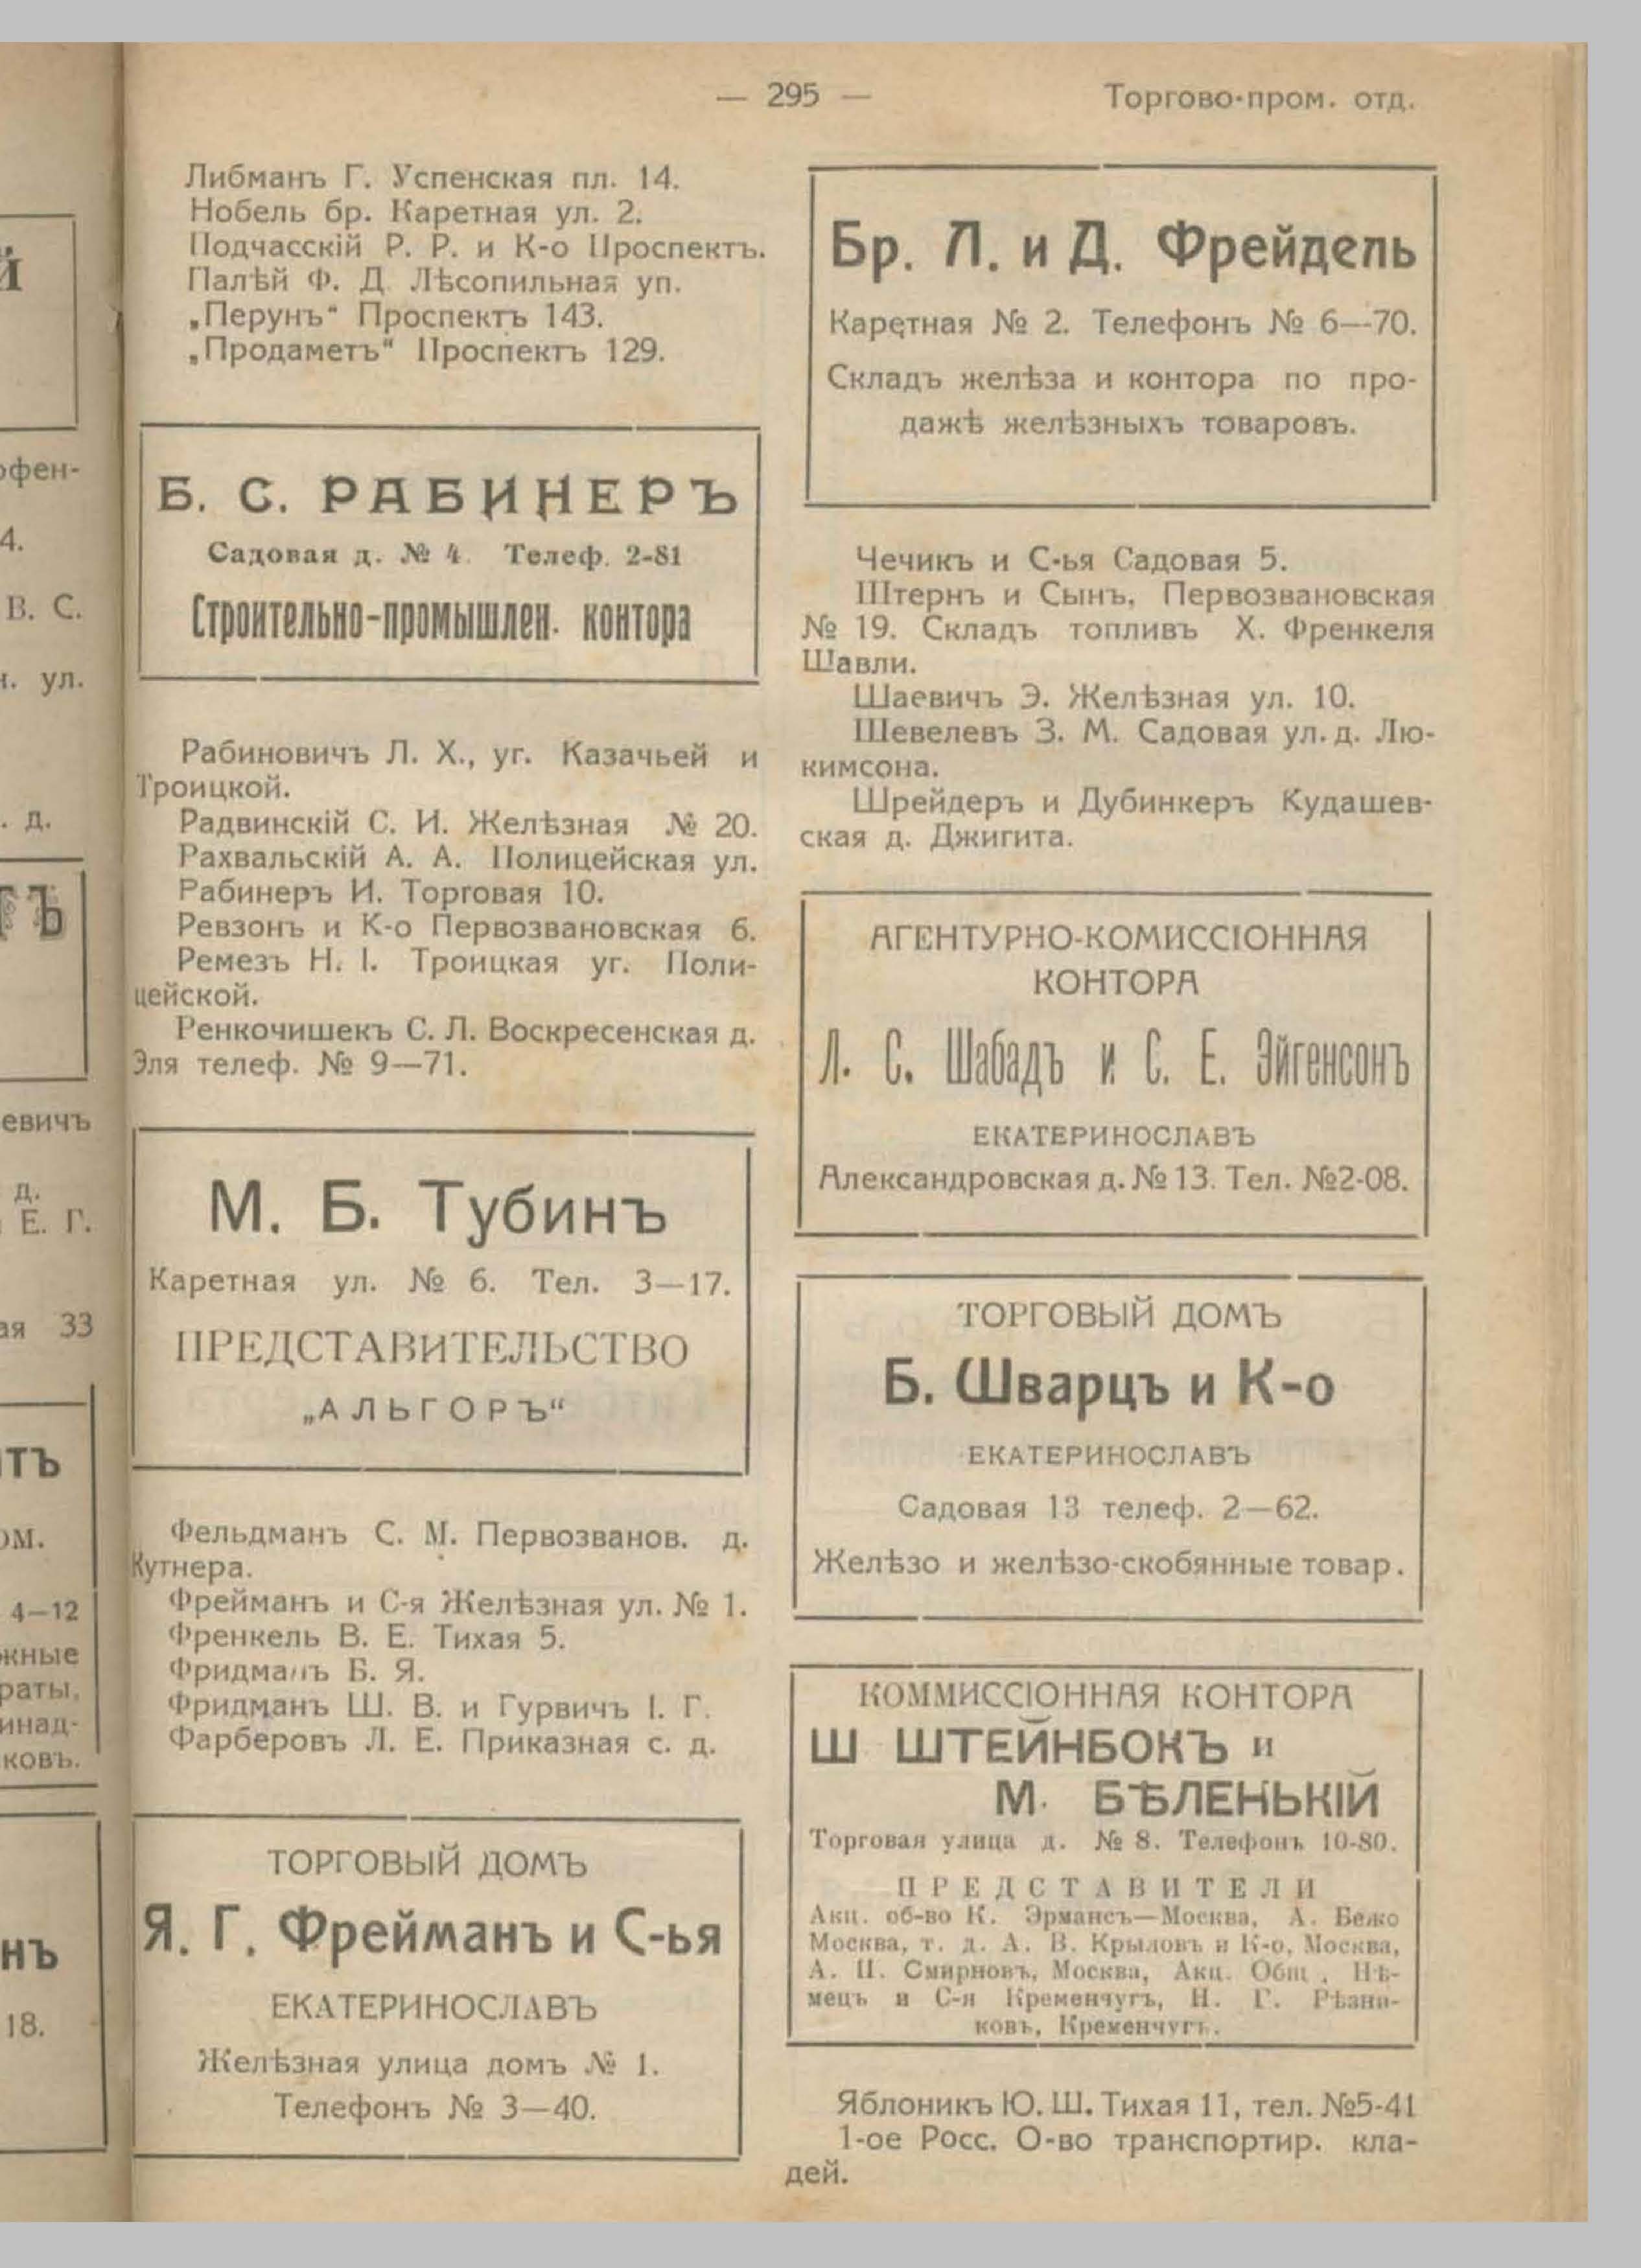 — 295 —
Торгово-пром. отд.
Либманъ Г. Успенская пл. 14.
Нобель бр. Каретная ул. 2.
Подчасскій Р. Р. и К-о Проспектъ.
Палѣй Ф. Д. Лѣсопильная уп.
„Перунъ“ Проспектъ 143.
„Продаметъ“ Проспектъ 129.
Б. С. РАБИНЕРЪ
Садовая д. № 4. Телеф. 2-81
Строительно-промышлен. контора
Рабиновичъ Л. Х., уг. Казачьей и
Троицкой.
Радвинскій С. И. Желѣзная № 20.
Рахвальскій А. А. Полицейская ул.
Рабинеръ И. Торговая 10.
Ревзонъ и К-о Первозвановская 6.
Ремезъ Н. І. Троицкая уг. Поли-
цейской.
Ренкочишекъ С. Л. Воскресенская д.
Эля телеф. № 9—71.
М. Б. Тубинъ
Каретная ул. № 6. Тел. 3—17.
ПРЕДСТАВИТЕЛЬСТВО
„АЛЬГОРЪ“
Фельдманъ С. М. Первозванов. д.
Кутнера.
Фрейманъ и С-я Желѣзная ул. № 1.
Френкель В. Е. Тихая 5.
Фридманъ Б. Я.
Фридманъ Ш. В. и Гурвичъ І. Г.
Фарберовъ Л. Е. Приказная с. д.
ТОРГОВЫЙ ДОМЪ
Я. Г. Фрейманъ и С-ья
ЕКАТЕРИНОСЛАВЪ
Желѣзная улица домъ № 1.
Телефонъ № 3—40.
Бр. Л. и Д. Фрейдель
Каретная № 2. Телефонъ № 6—70.
Складъ желѣза и контора по про-
дажѣ желѣзныхъ товаровъ.
Чечикъ и С-ья Садовая 5.
Штернъ и Сынъ, Первозвановская
№ 19. Складъ топливъ Х. Френкеля
Шавли.
Шаевичъ Э. Желѣзная ул. 10.
Шевелевъ З. М. Садовая ул. д. Лю-
кимсона.
Шрейдеръ и Дубинкеръ Кудашев-
ская д. Джигита.
АГЕНТУРНО-КОМИССІОННАЯ
КОНТОРА
Л. С. Шабадъ и С. Е. Эйгенсонъ
ЕКАТЕРИНОСЛАВЪ
Александровская д. № 13. Тел. №2-08.
ТОРГОВЫЙ ДОМЪ
Б. Шварцъ и К-о
ЕКАТЕРИНОСЛАВЪ
Садовая 13 телеф. 2—62.
Желѣзо и желѣзо-скобянные товар.
КОММИССІОННАЯ КОНТОРА
Ш ШТЕЙНБОКЪ и
М. БѢЛЕНЬКІЙ
Торговая улица д. № 8. Телефонъ 10-80.
ПРЕДСТАВИТЕЛИ
Акц. об-во К. Эрмансъ—Москва, А. Бежо
Москва, т. д. А. В. Крыловъ и К-о, Москва,
А. П. Смирновъ, Москва, Акц. Общ. Нѣ-
мецъ и С-я Кременчугъ, Н. Г. Рѣзни-
ковъ, Кременчугъ.
Яблоникъ Ю. Ш. Тихая 11, тел. №5-41
1-ое Росс. О-во транспортир. кла-
дей.